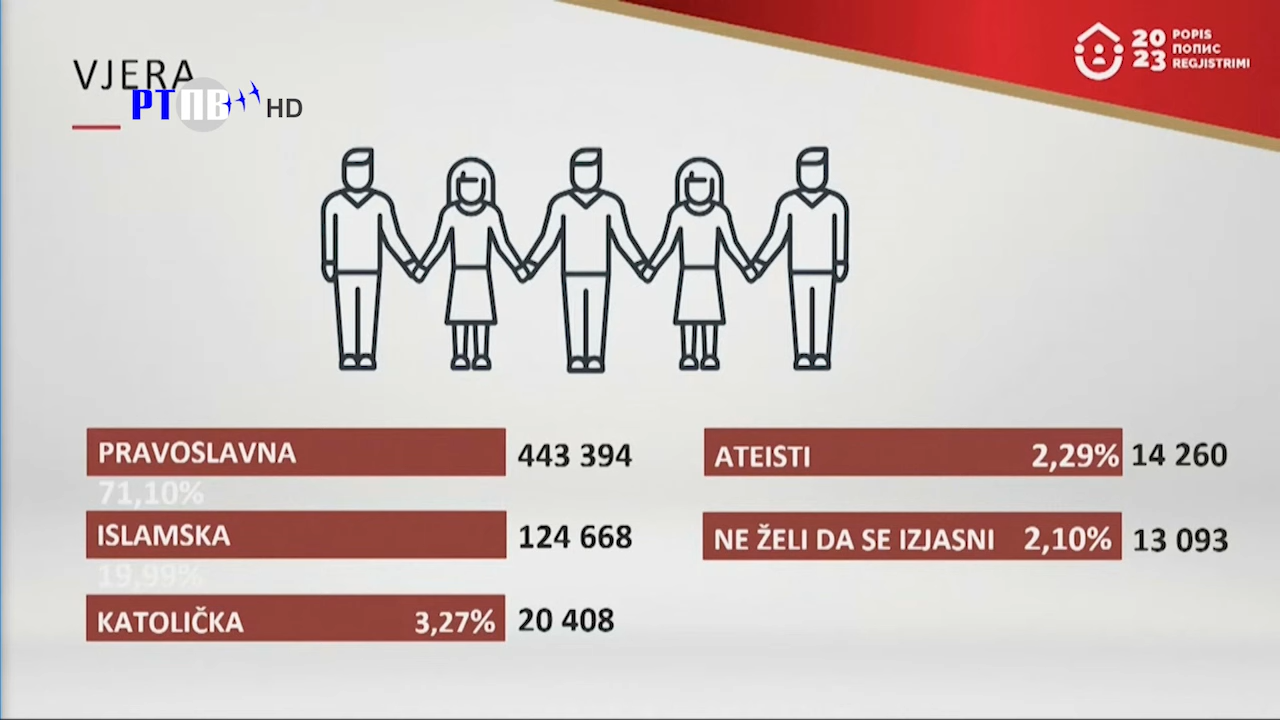 VJERA
РТПВ HD
20 23 POPIS
ПОПИС
REGJISTRIMI
PRAVOSLAVNA 443 394
71,10%
ISLAMSKA 124 668
19,99%
KATOLIČKA 3,27% 20 408
ATEISTI 2,29% 14 260
NE ŽELI DA SE IZJASNI 2,10% 13 093